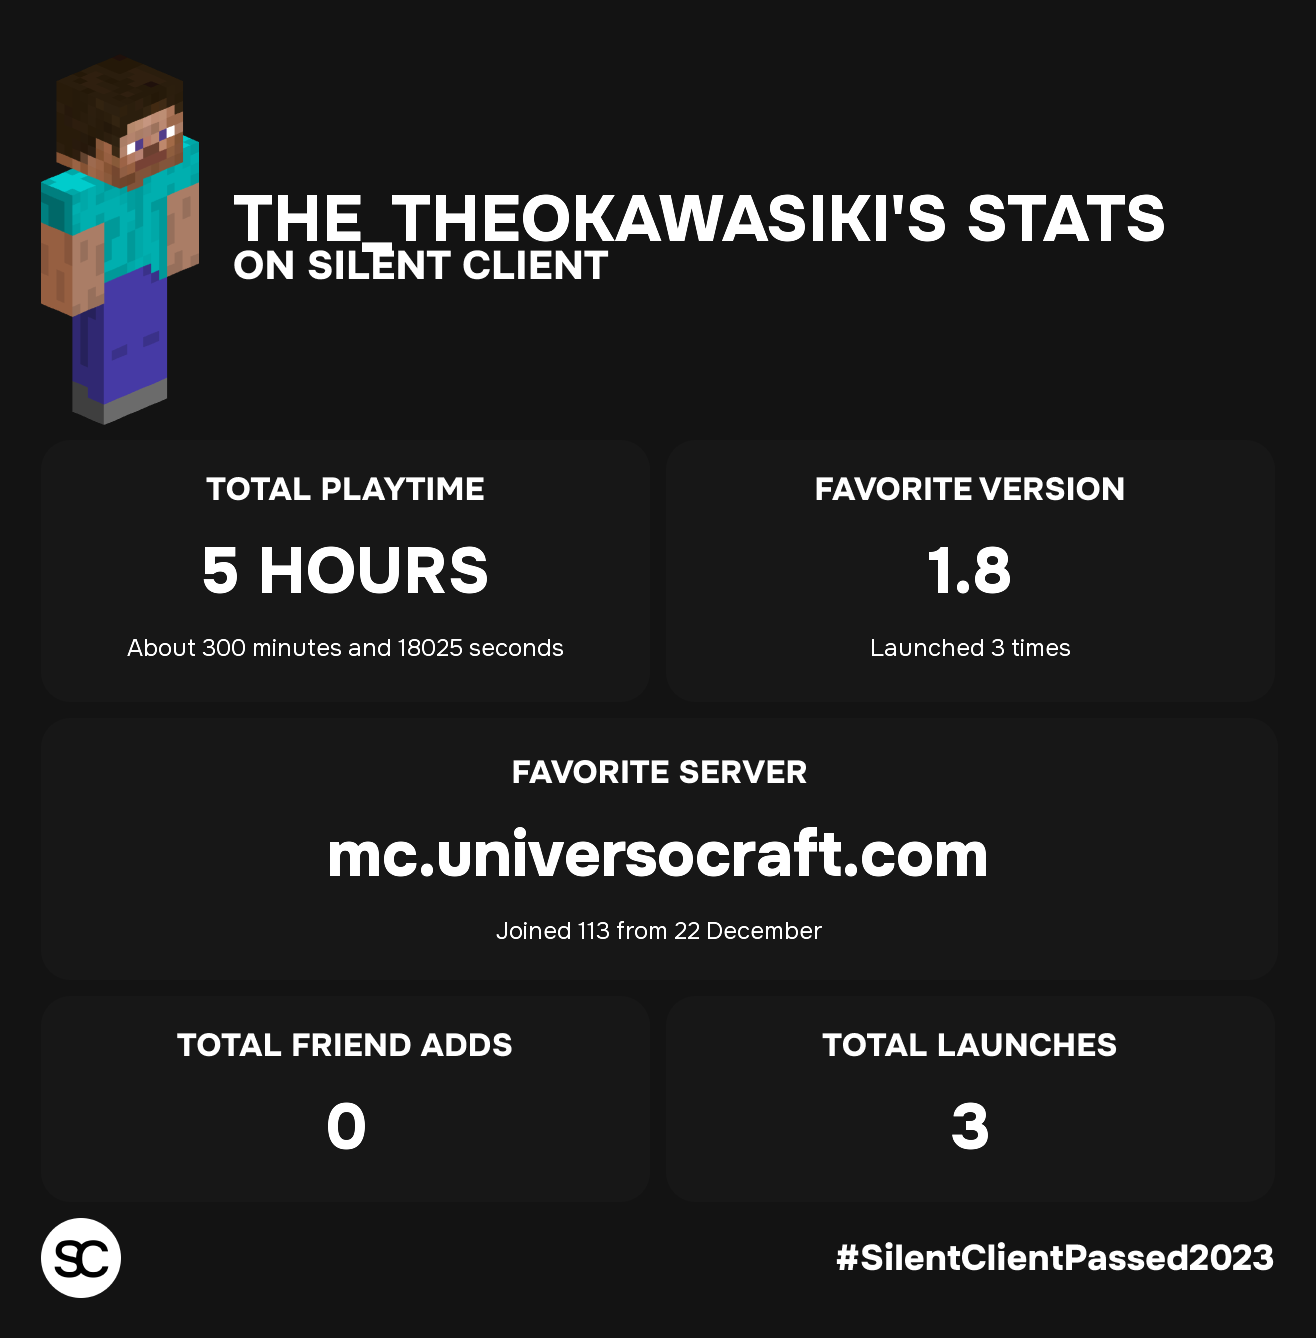 THE_THEOKAWASIKI'S STATS
ON SILENT CLIENT
TOTAL PLAYTIME
5 HOURS
About 300 minutes and 18025 seconds
FAVORITE VERSION
1.8
Launched 3 times
FAVORITE SERVER
mc.universocraft.com
Joined 113 from 22 December
TOTAL FRIEND ADDS
0
TOTAL LAUNCHES
3
SC
#SilentClientPassed2023